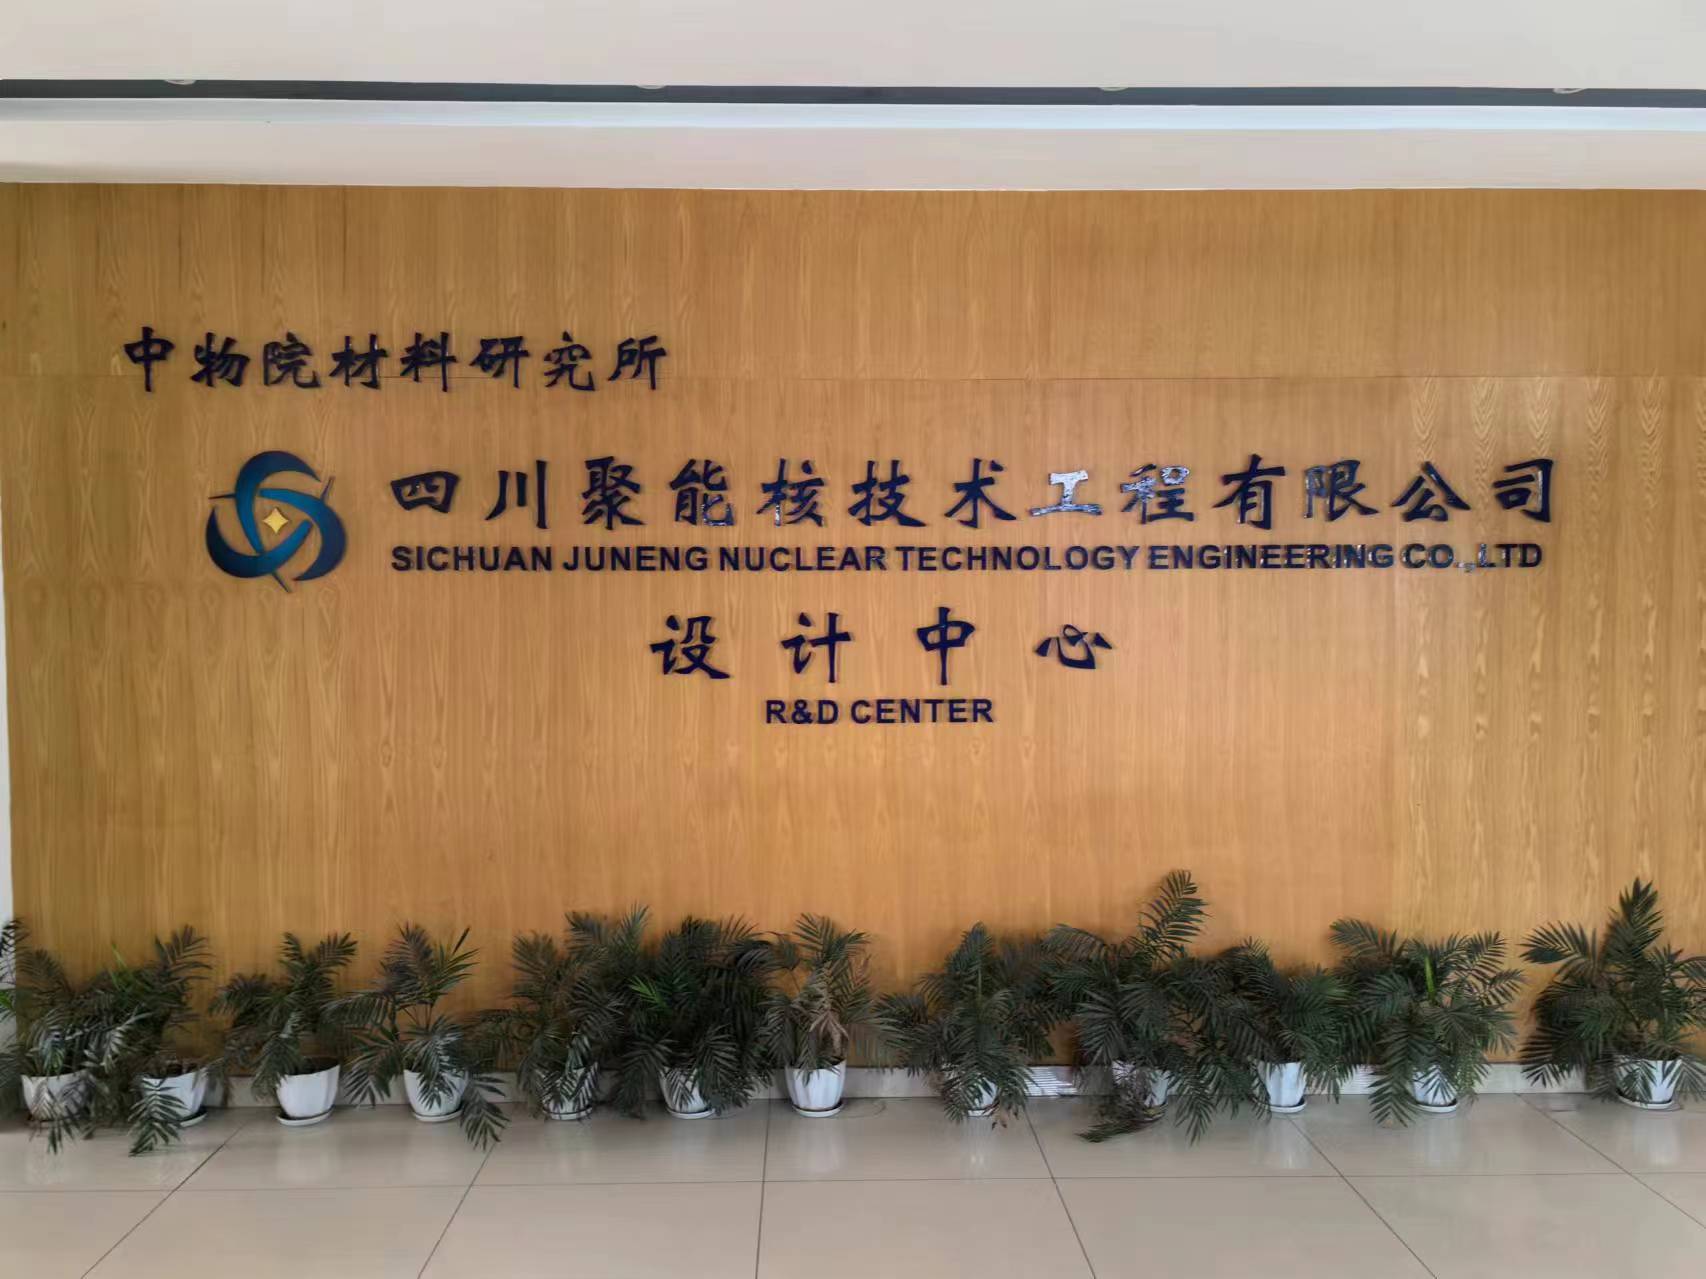 中物院材料研究所
四川聚能核技术工程有限公司
SICHUAN JUNENG NUCLEAR TECHNOLOGY ENGINEERING CO.,LTD
设计中心
R&D CENTER